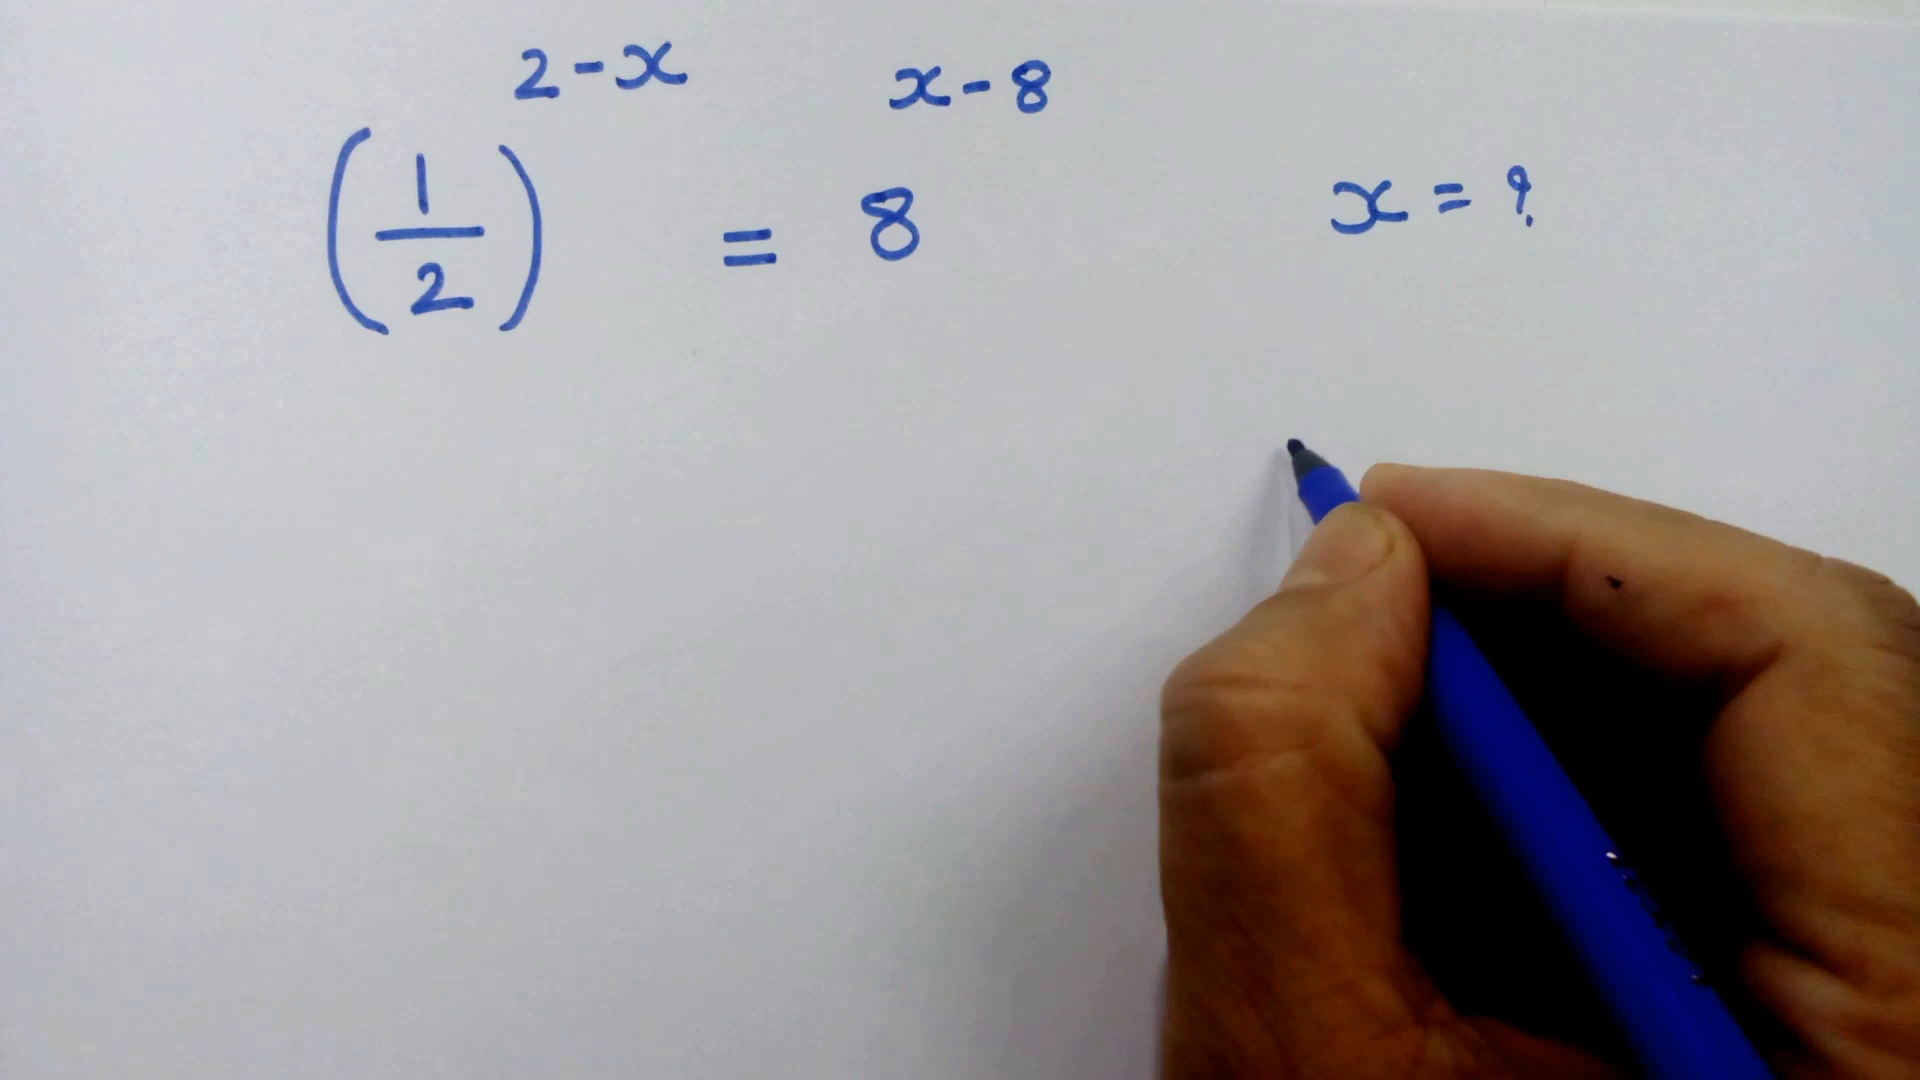 (1/2)^(2-x) = 8^(x-8)    x = ?